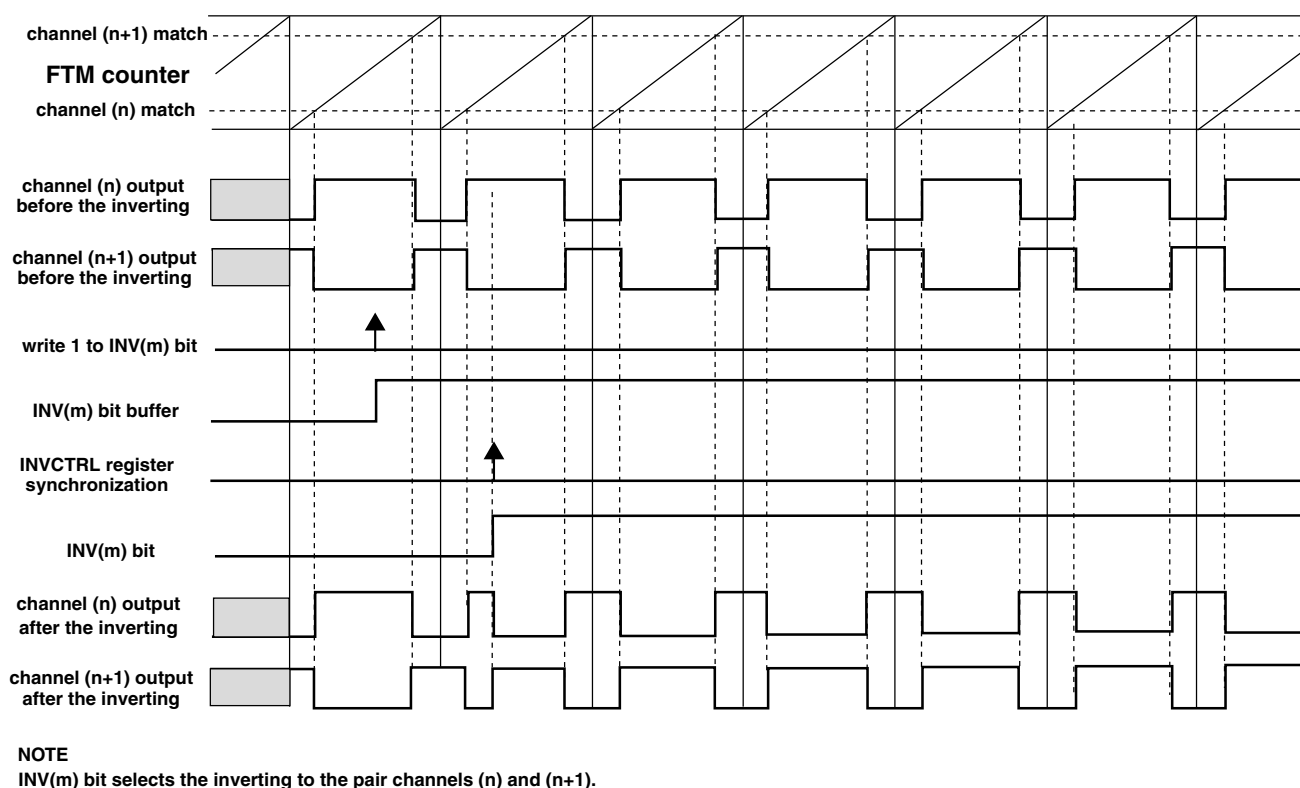 channel (n+1) match
FTM counter
channel (n) match
channel (n) output
before the inverting
channel (n+1) output
before the inverting
write 1 to INV(m) bit
INV(m) bit buffer
INVCTRL register
synchronization
INV(m) bit
channel (n) output
after the inverting
channel (n+1) output
after the inverting
NOTE
INV(m) bit selects the inverting to the pair channels (n) and (n+1).